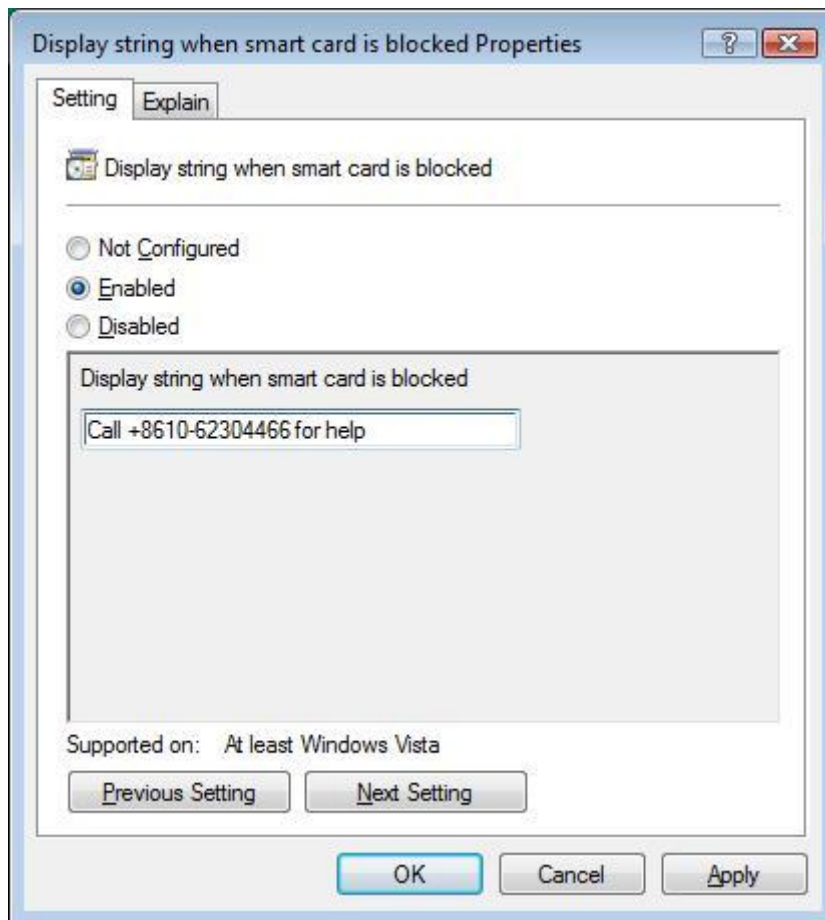 Display string when smart card is blocked Properties
Setting Explain
Display string when smart card is blocked
Not Configured
Enabled
Disabled
Display string when smart card is blocked
Call +8610-62304466 for help
Supported on: At least Windows Vista
Previous Setting Next Setting
OK Cancel Apply